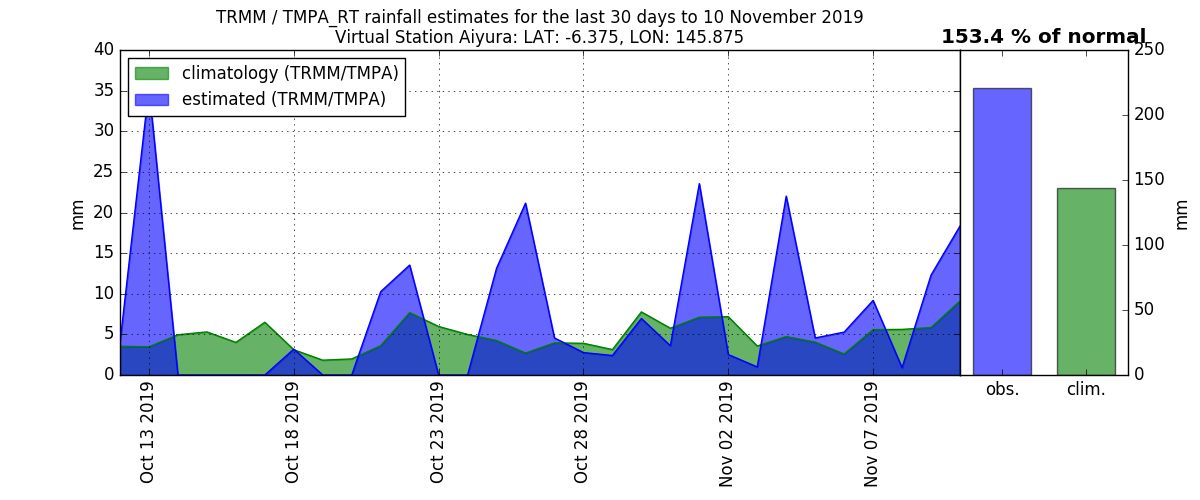 TRMM / TMPA_RT rainfall estimates for the last 30 days to 10 November 2019
Virtual Station Aiyura: LAT: -6.375, LON: 145.875
153.4 % of normal
climatology (TRMM/TMPA)
estimated (TRMM/TMPA)
40
35
30
25
20
15
10
5
0
mm
Oct 13 2019
Oct 18 2019
Oct 23 2019
Oct 28 2019
Nov 02 2019
Nov 07 2019
250
200
150
100
50
0
mm
obs.
clim.